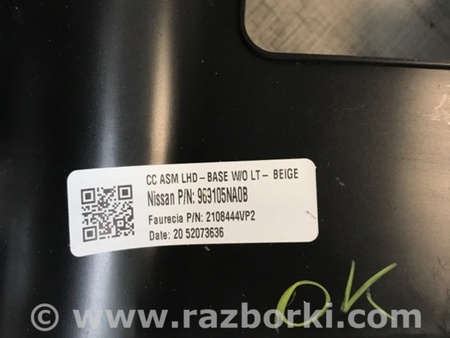 CC ASM LHD-BASE W/O LT- BEIGE
Nissan P/N: 969105NA0B
Faurecia P/N: 2108444VP2
Date: 20 52073636
OK
© www.razborki.com